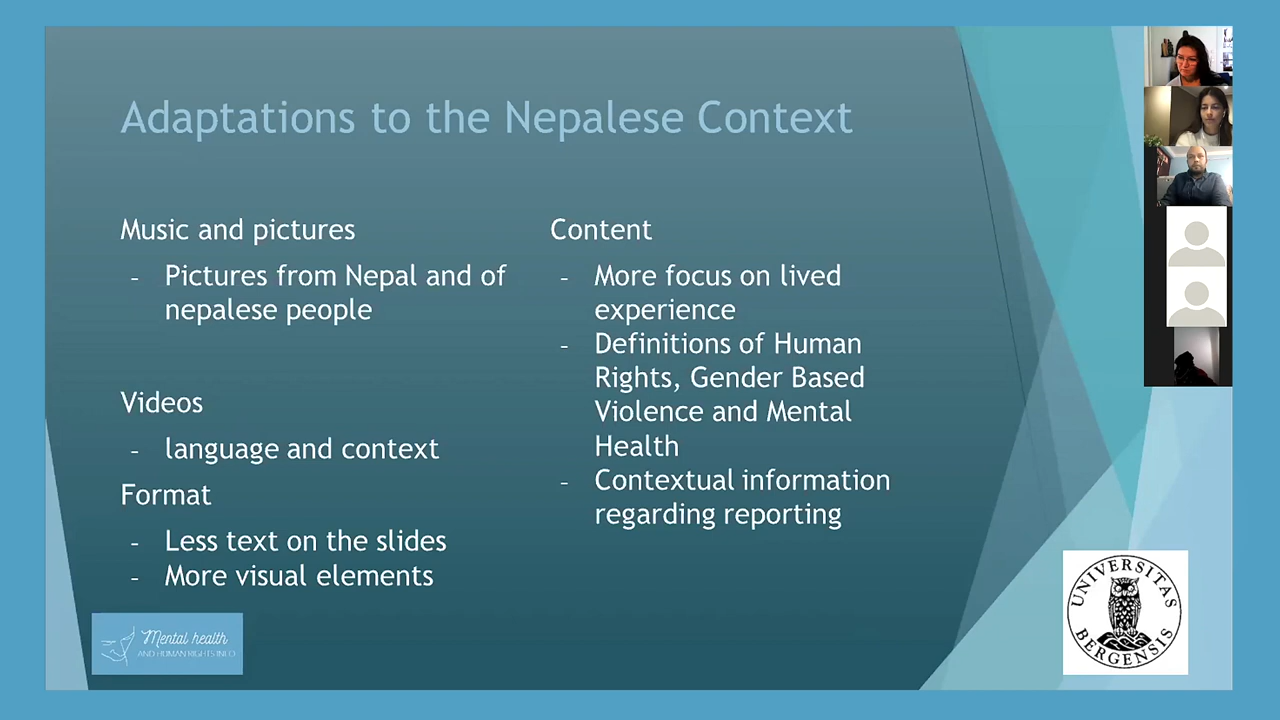 Adaptations to the Nepalese Context
Music and pictures
- Pictures from Nepal and of
nepalese people
Videos
- language and context
Format
- Less text on the slides
- More visual elements
Content
- More focus on lived
experience
- Definitions of Human
Rights, Gender Based
Violence and Mental
Health
- Contextual information
regarding reporting
Mental health
AND HUMAN RIGHTS INFO
UNIVERSITAS
BERGENSIS